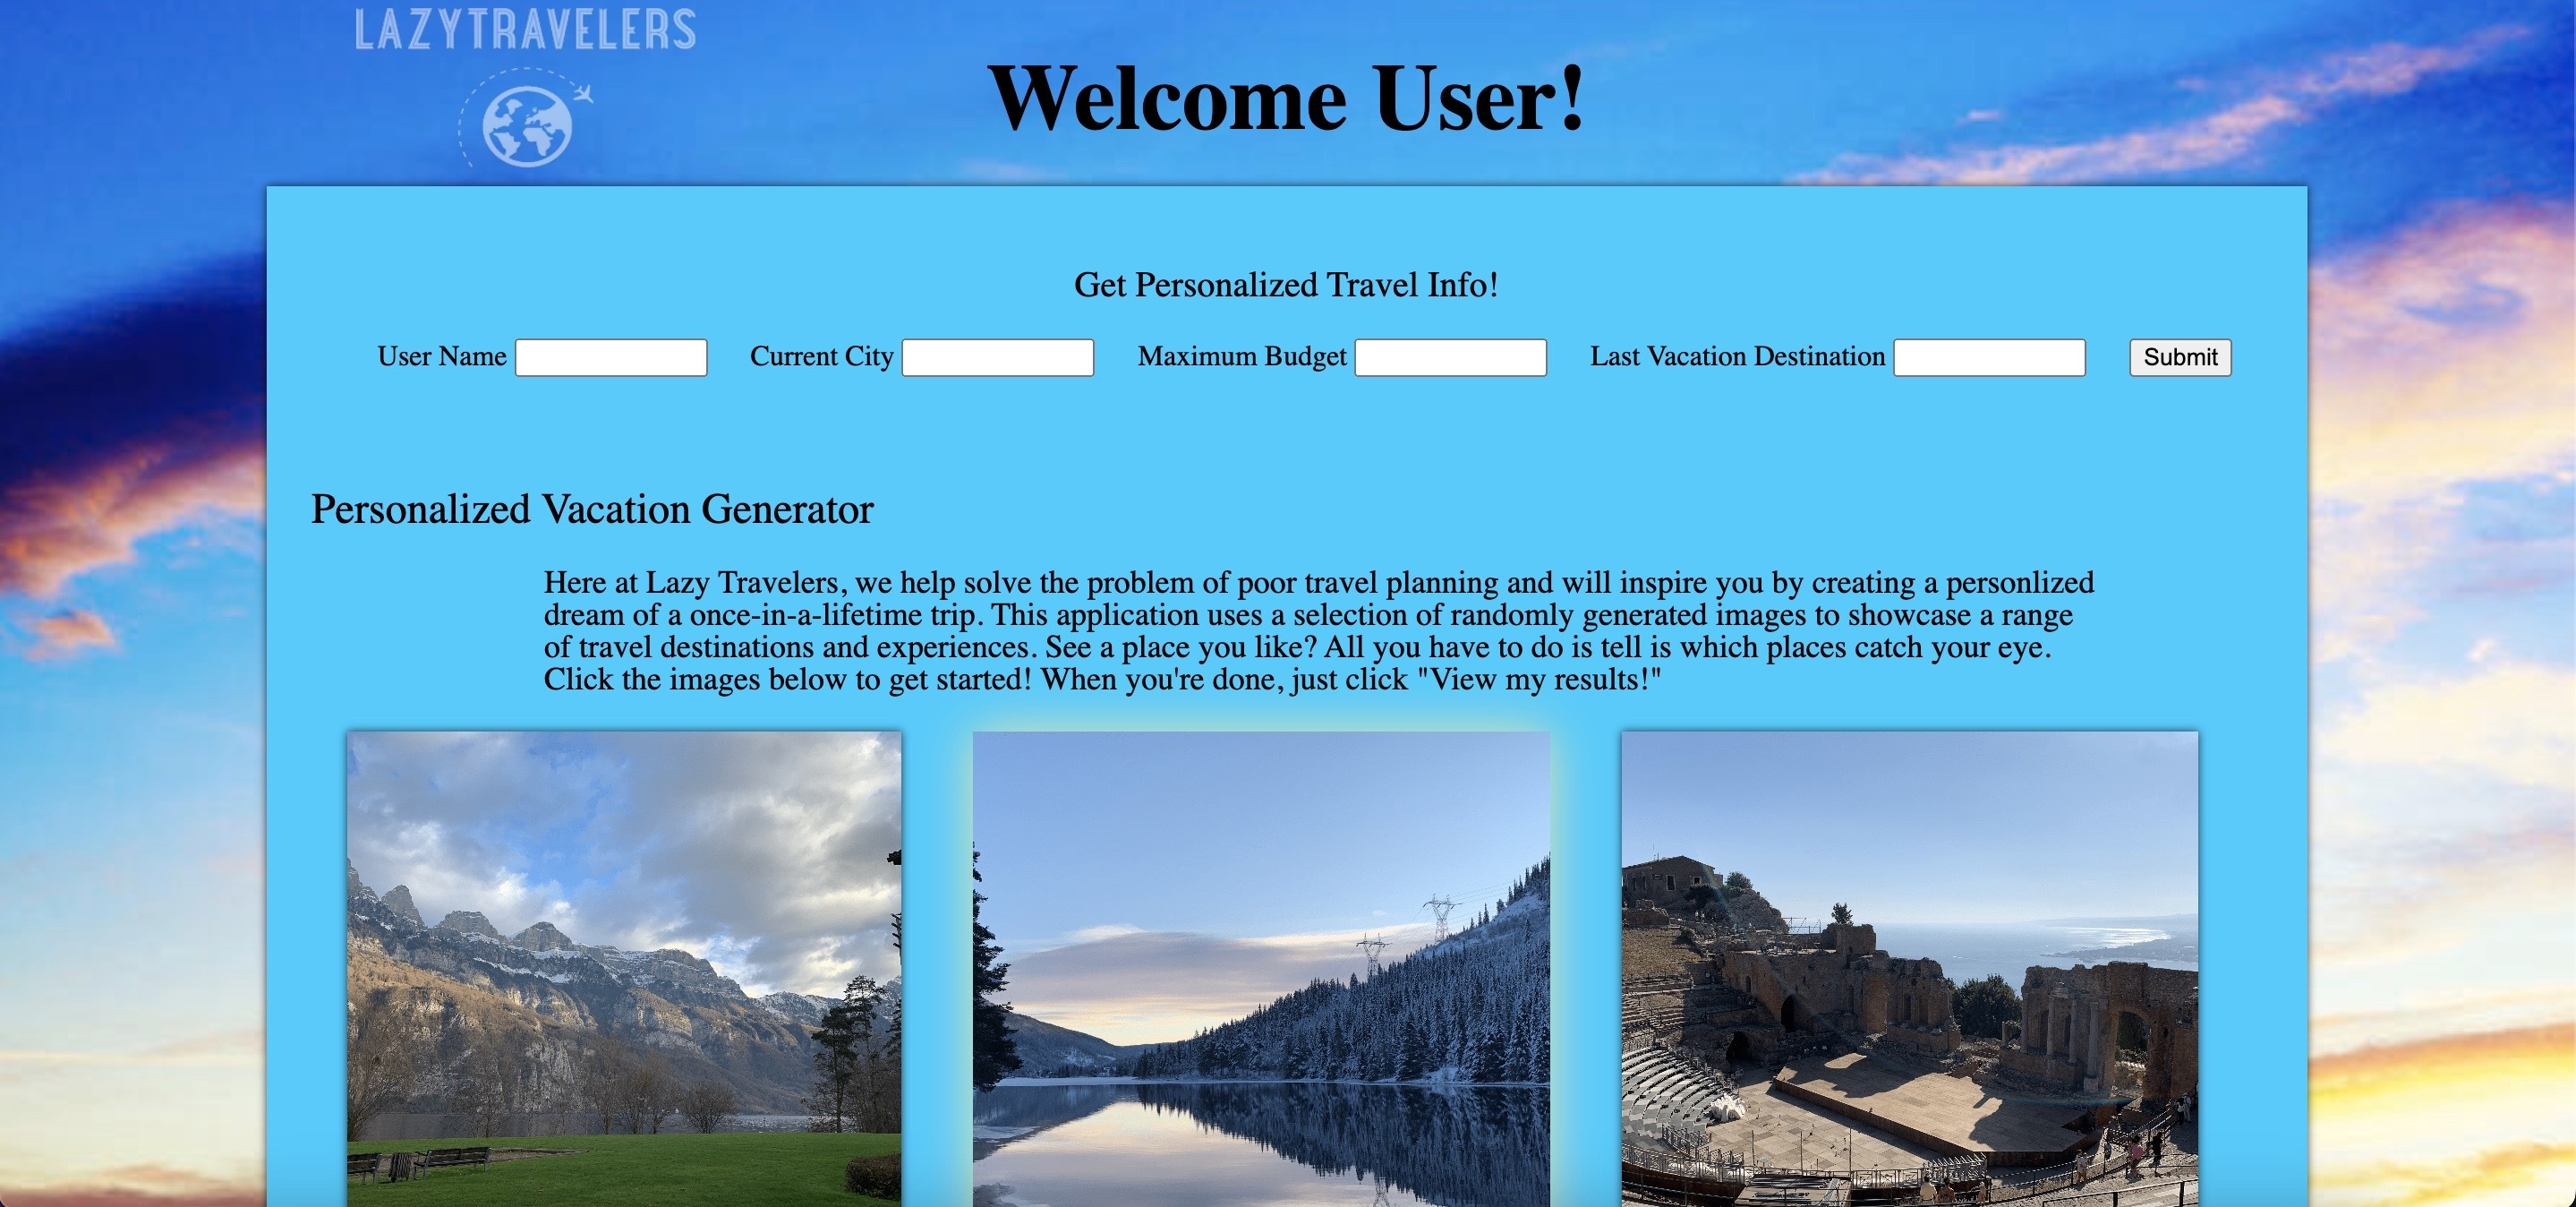 LAZYTRAVELERS
Welcome User!
Get Personalized Travel Info!
User Name Current City Maximum Budget Last Vacation Destination Submit
Personalized Vacation Generator
Here at Lazy Travelers, we help solve the problem of poor travel planning and will inspire you by creating a personlized
dream of a once-in-a-lifetime trip. This application uses a selection of randomly generated images to showcase a range
of travel destinations and experiences. See a place you like? All you have to do is tell is which places catch your eye.
Click the images below to get started! When you're done, just click "View my results!"